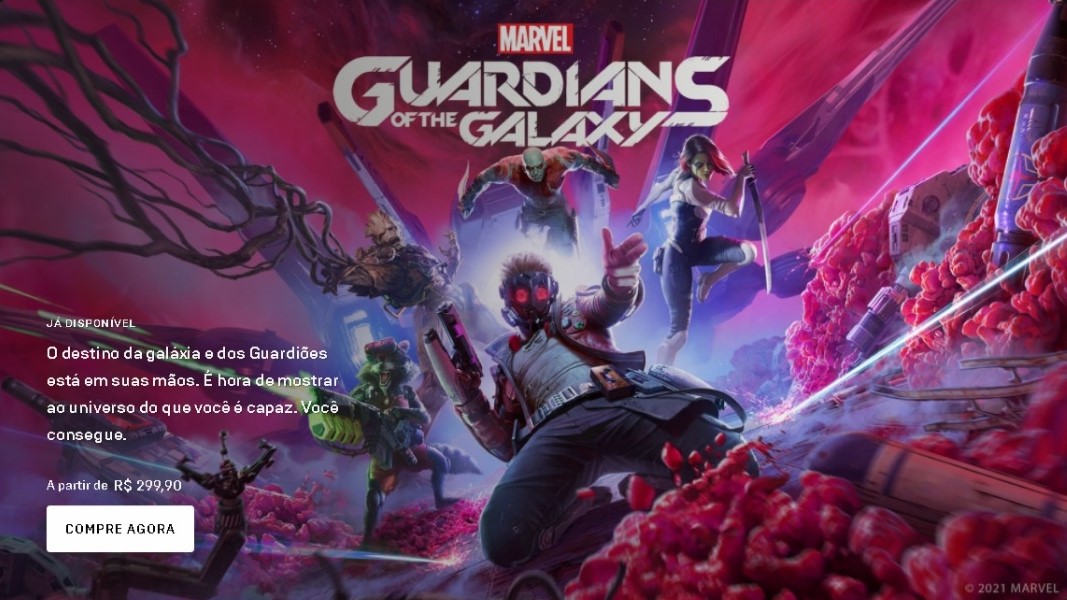 MARVEL
GUARDIANS
OF THE GALAXY
JÁ DISPONÍVEL
O destino da galáxia e dos Guardiões
está em suas mãos. É hora de mostrar
ao universo do que você é capaz. Você
consegue.
A partir de R$ 299,90
COMPRE AGORA
© 2021 MARVEL